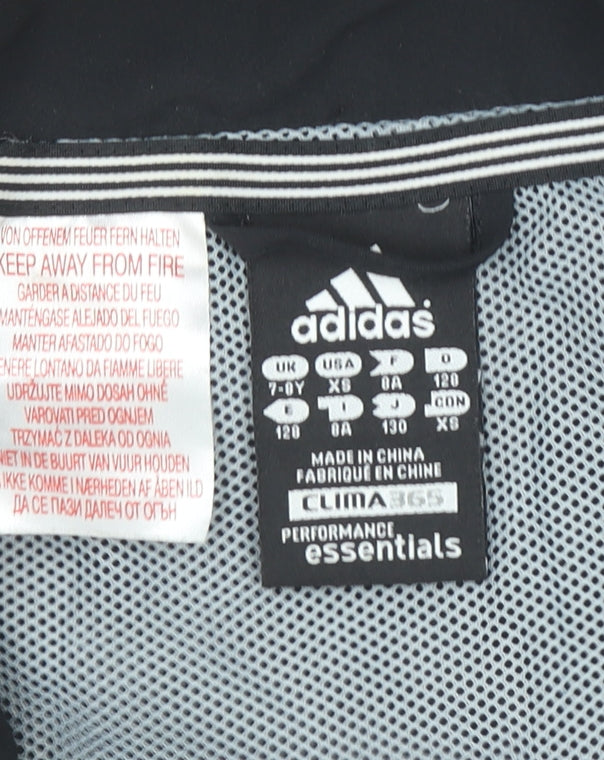 VON OFFENEM FEUER FERN HALTEN
KEEP AWAY FROM FIRE
GARDER A DISTANCE DU FEU
MANTÉNGASE ALEJADO DEL FUEGO
MANTER AFASTADO DO FOGO
TENERE LONTANO DA FIAMME LIBERE
UDRŽUJTE MIMO DOSAH OHNĚ
VAROVATI PRED OGNJEM
TRZYMAĆ Z DALEKA OD OGNIA
NIET IN DE BUURT VAN VUUR HOUDEN
IKKE KOMME I NÆRHEDEN AF ÅBEN ILD
ДА СЕ ПАЗИ ДАЛЕЧ ОТ ОГЪН
adidas
UK USA F D
7-8Y XS 8A 128
E I J CDN
128 8A 130 XS
MADE IN CHINA
FABRIQUÉ EN CHINE
CLIMA365
PERFORMANCE
essentials